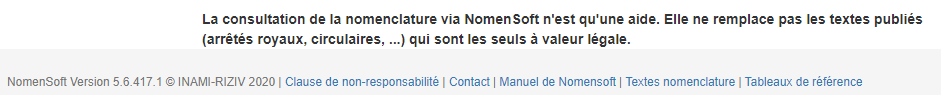 La consultation de la nomenclature via NomenSoft n'est qu'une aide. Elle ne remplace pas les textes publiés
(arrêtés royaux, circulaires, ...) qui sont les seuls à valeur légale.
NomenSoft Version 5.6.417.1 © INAMI-RIZIV 2020 | Clause de non-responsabilité | Contact | Manuel de Nomensoft | Textes nomenclature | Tableaux de référence